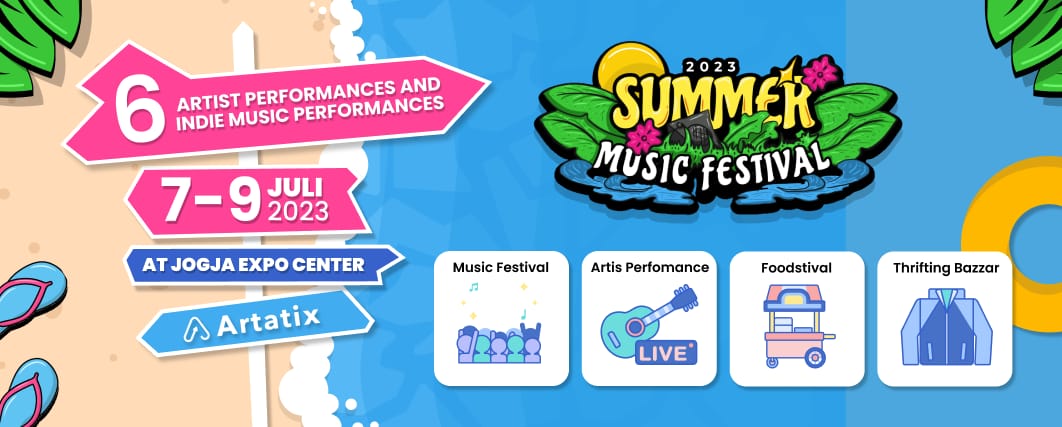 6
ARTIST PERFORMANCES AND
INDIE MUSIC PERFORMANCES
7-9
JULI
2023
AT JOGJA EXPO CENTER
Artatix
2023
SUMMER
MUSIC FESTIVAL
Music Festival
Artis Perfomance
LIVE
Foodstival
Thrifting Bazzar